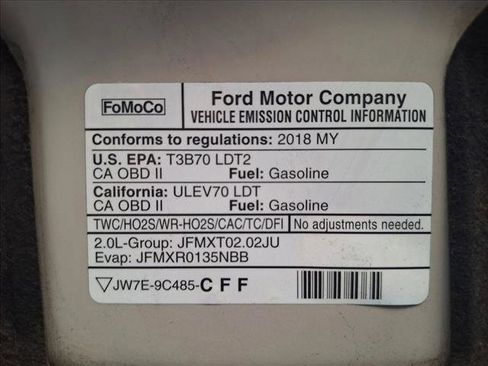 FoMoCo
Ford Motor Company
VEHICLE EMISSION CONTROL INFORMATION
Conforms to regulations: 2018 MY
U.S. EPA: T3B70 LDT2
CA OBD II Fuel: Gasoline
California: ULEV70 LDT
CA OBD II Fuel: Gasoline
TWC/HO2S/WR-HO2S/CAC/TC/DFI No adjustments needed.
2.0L-Group: JFMXT02.02JU
Evap: JFMXR0135NBB
JW7E-9C485-CFF